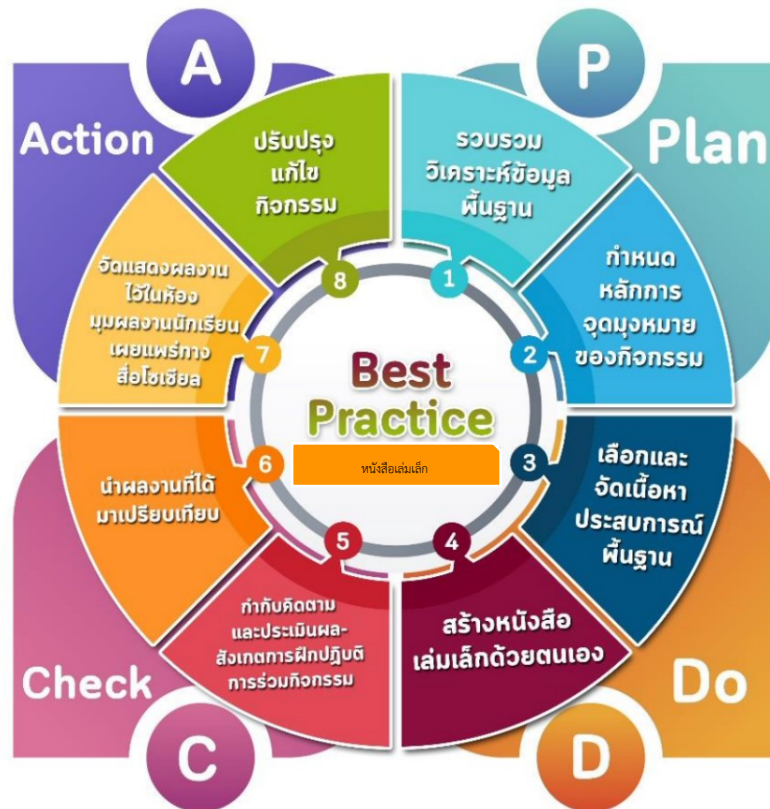 A
Action
P
Plan
ปรับปรุง
แก้ไข
กิจกรรม
รวบรวม
วิเคราะห์ข้อมูล
พื้นฐาน
จัดแสดงผลงาน
ไว้ในห้อง
มุมผลงานนักเรียน
เผยแพร่ทาง
สื่อโซเชียล
กำหนด
หลักการ
จุดมุงหมาย
ของกิจกรรม
8
1
7
2
Best
Practice
หนังสือเล่มเล็ก
6
3
นำผลงานที่ได้
มาเปรียบเทียบ
เลือกและ
จัดเนื้อหา
ประสบการณ์
พื้นฐาน
5
4
กำกับคิดตาม
และประเมินผล-
สังเกตการฝึกปฏิบติ
การร่วมกิจกรรม
สร้างหนังสือ
เล่มเล็กด้วยตนเอง
Check
C
Do
D